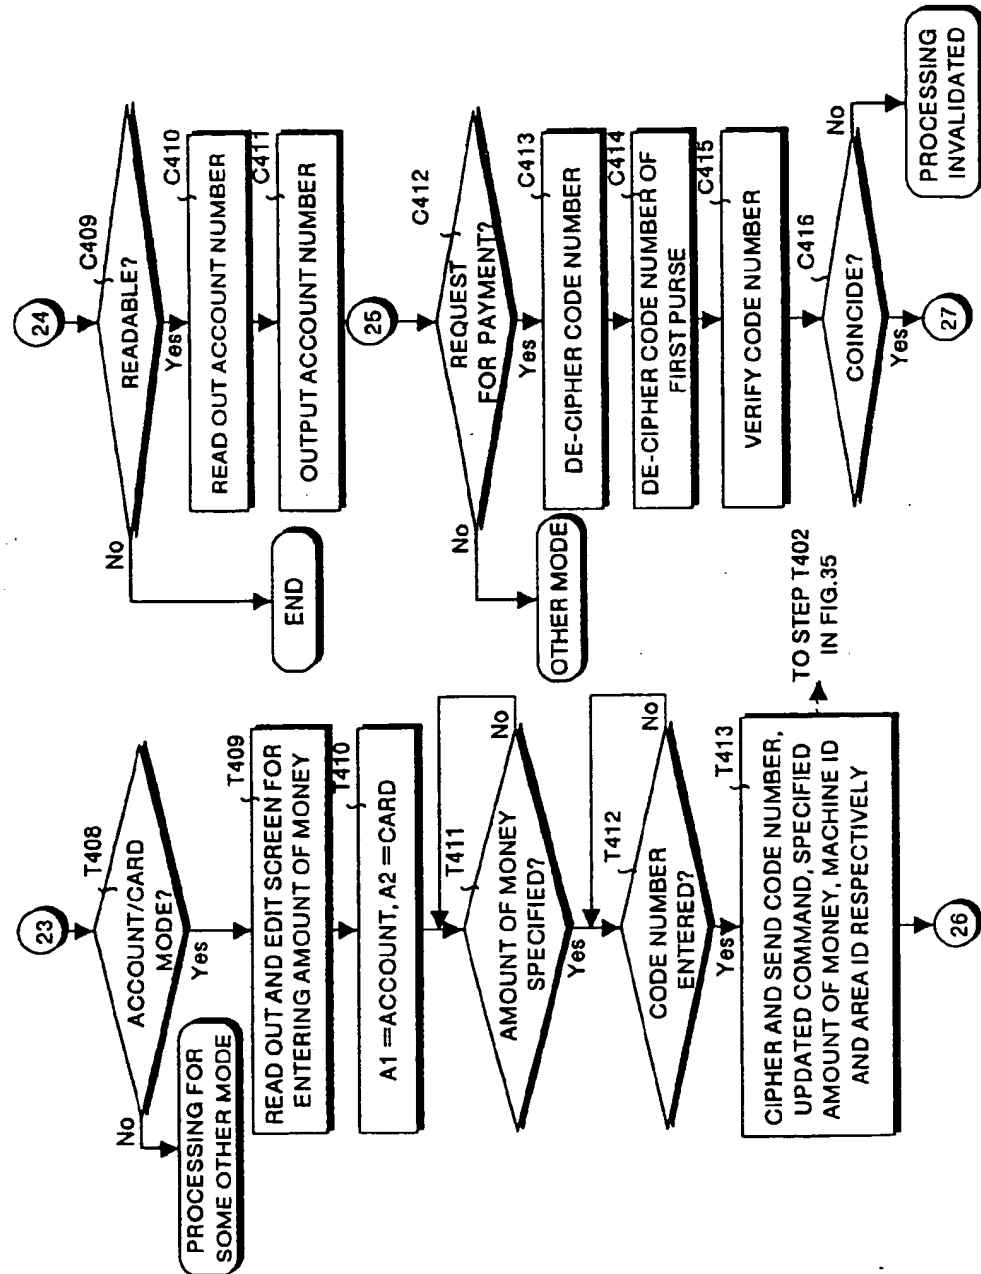 23
T408
ACCOUNT/CARD
MODE?
No
Yes
PROCESSING FOR
SOME OTHER MODE
T409
READ OUT AND EDIT SCREEN FOR
ENTERING AMOUNT OF MONEY
T410
A1 = ACCOUNT, A2 = CARD
T411
AMOUNT OF MONEY
SPECIFIED?
No
Yes
T412
CODE NUMBER
ENTERED?
No
Yes
T413
CIPHER AND SEND CODE NUMBER,
UPDATED COMMAND, SPECIFIED
AMOUNT OF MONEY, MACHINE ID
AND AREA ID RESPECTIVELY
TO STEP T402
IN FIG.35
26
24
C409
READABLE?
No
Yes
END
C410
READ OUT ACCOUNT NUMBER
C411
OUTPUT ACCOUNT NUMBER
25
C412
REQUEST
FOR PAYMENT?
No
Yes
OTHER MODE
C413
DE-CIPHER CODE NUMBER
C414
DE-CIPHER CODE NUMBER OF
FIRST PURSE
C415
VERIFY CODE NUMBER
C416
COINCIDE?
No
Yes
PROCESSING
INVALIDATED
27